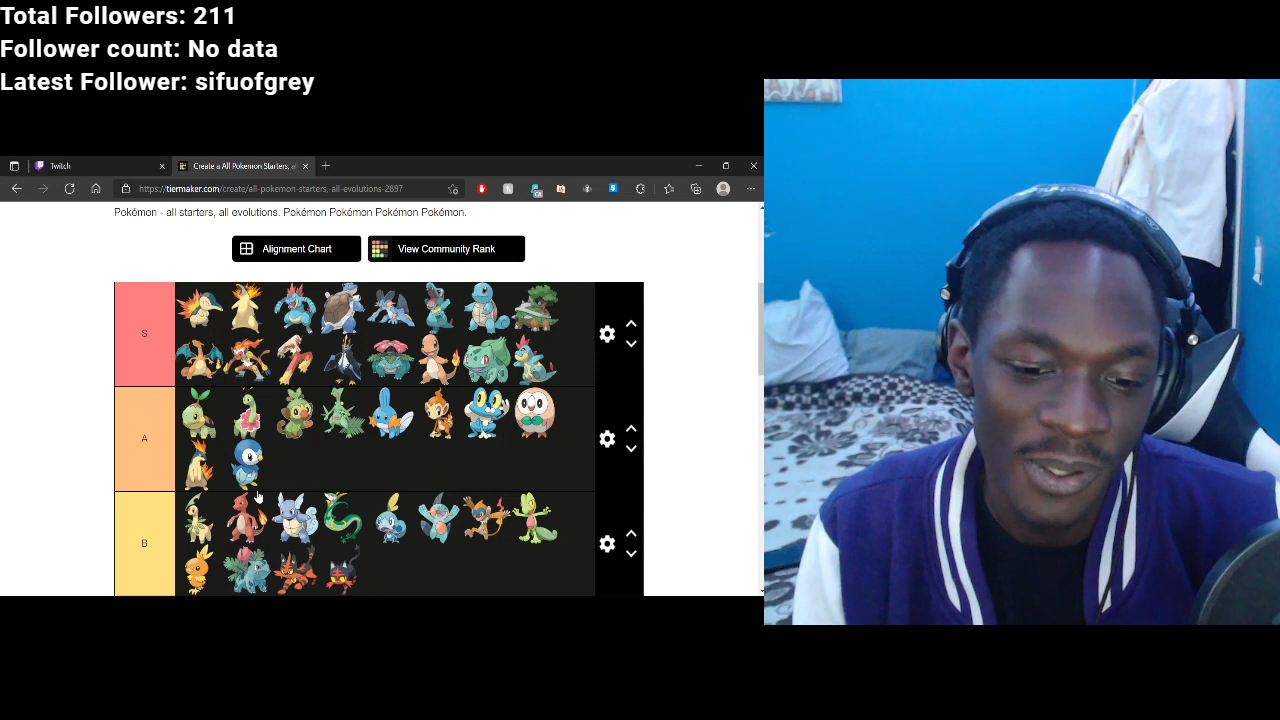 Total Followers: 211
Follower count: No data
Latest Follower: sifuofgrey
Twitch
Create a All Pokemon Starters, a
https://tiermaker.com/create/all-pokemon-starters,-all-evolutions-2897
Pokémon - all starters, all evolutions. Pokémon Pokémon Pokémon Pokémon.
Alignment Chart
View Community Rank
S
A
B